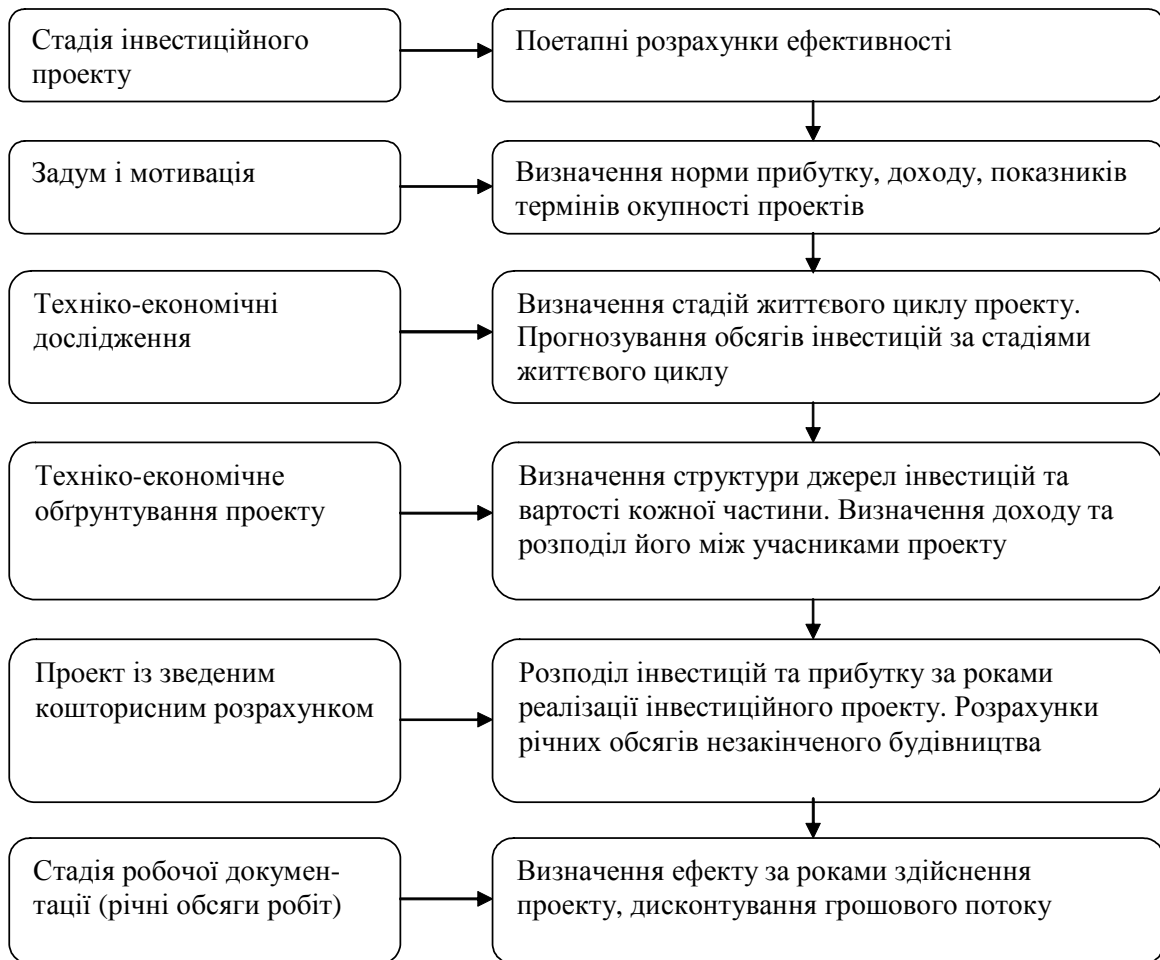 Стадія інвестиційного
проекту
Поетапні розрахунки ефективності
Задум і мотивація
Визначення норми прибутку, доходу, показників
термінів окупності проектів
Техніко-економічні
дослідження
Визначення стадій життєвого циклу проекту.
Прогнозування обсягів інвестицій за стадіями
життєвого циклу
Техніко-економічне
обґрунтування проекту
Визначення структури джерел інвестицій та
вартості кожної частини. Визначення доходу та
розподіл його між учасниками проекту
Проект із зведеним
кошторисним розрахунком
Розподіл інвестицій та прибутку за роками
реалізації інвестиційного проекту. Розрахунки
річних обсягів незакінченого будівництва
Стадія робочої докумен-
тації (річні обсяги робіт)
Визначення ефекту за роками здійснення
проекту, дисконтування грошового потоку